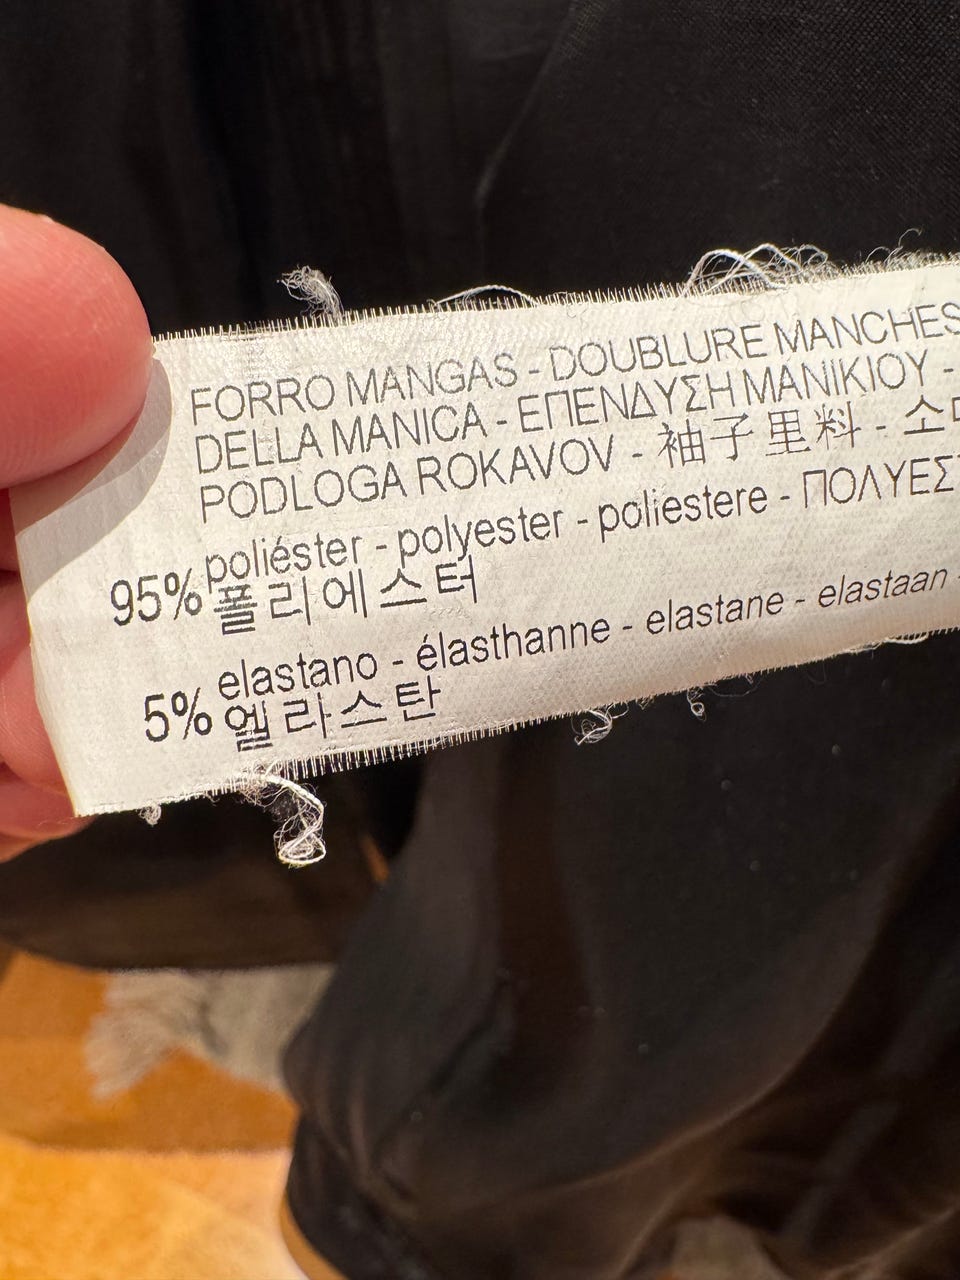 FORRO MANGAS - DOUBLURE MANCHES
DELLA MANICA - ΕΠΕΝΔΥΣΗ ΜΑΝΙΚΙΟΥ -
PODLOGA ROKAVOV - 袖子里料 -
95% poliéster - polyester - poliestere -
폴리에스터
5% elastano - élasthanne - elastane - elastaan -
엘라스탄